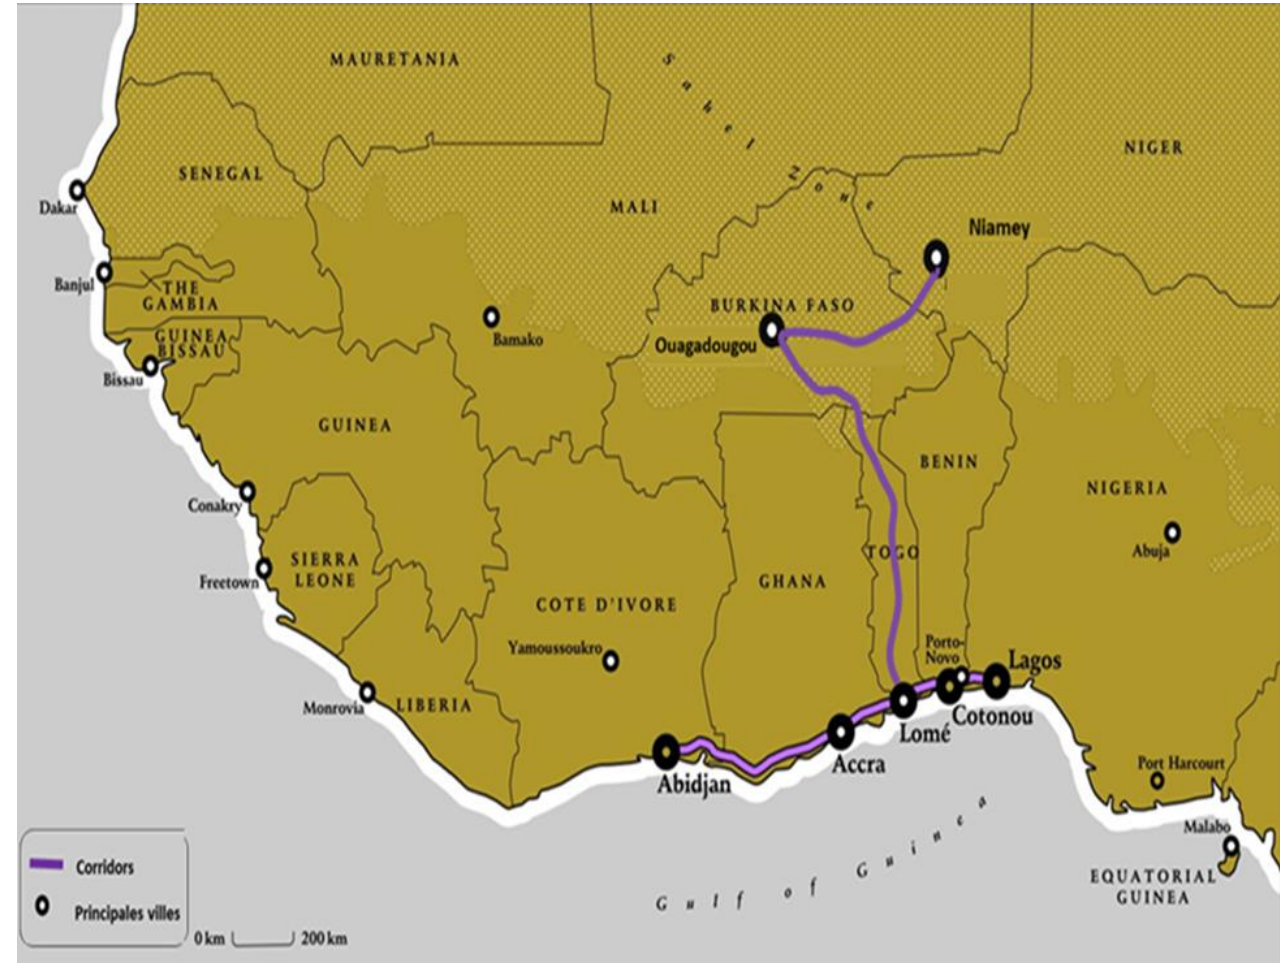 MAURETANIA
Sahel Zone
NIGER
SENEGAL
MALI
Dakar
Niamey
Banjul
THE
GAMBIA
BURKINA FASO
Ouagadougou
Bamako
GUINEA
BISSAU
Bissau
GUINEA
BENIN
NIGERIA
Conakry
Abuja
SIERRA
LEONE
Freetown
TOGO
GHANA
COTE D'IVORE
Yamoussoukro
Porto-
Novo
Lagos
Monrovia
LIBERIA
Cotonou
Lomé
Accra
Abidjan
Port Harcourt
Gulf of Guinea
Malabo
EQUATORIAL
GUINEA
Corridors
Principales villes
0 km 200 km